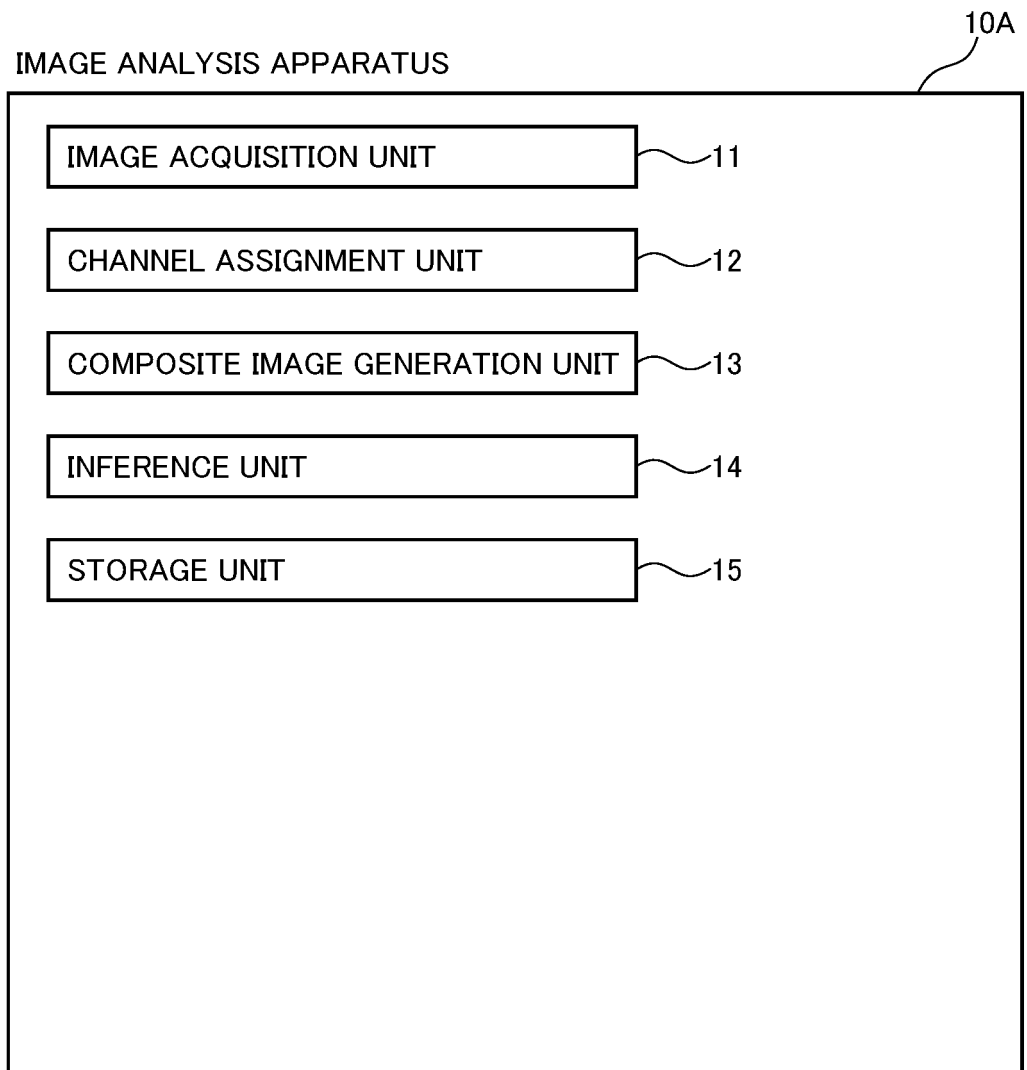 10A
IMAGE ANALYSIS APPARATUS
IMAGE ACQUISITION UNIT 11
CHANNEL ASSIGNMENT UNIT 12
COMPOSITE IMAGE GENERATION UNIT 13
INFERENCE UNIT 14
STORAGE UNIT 15